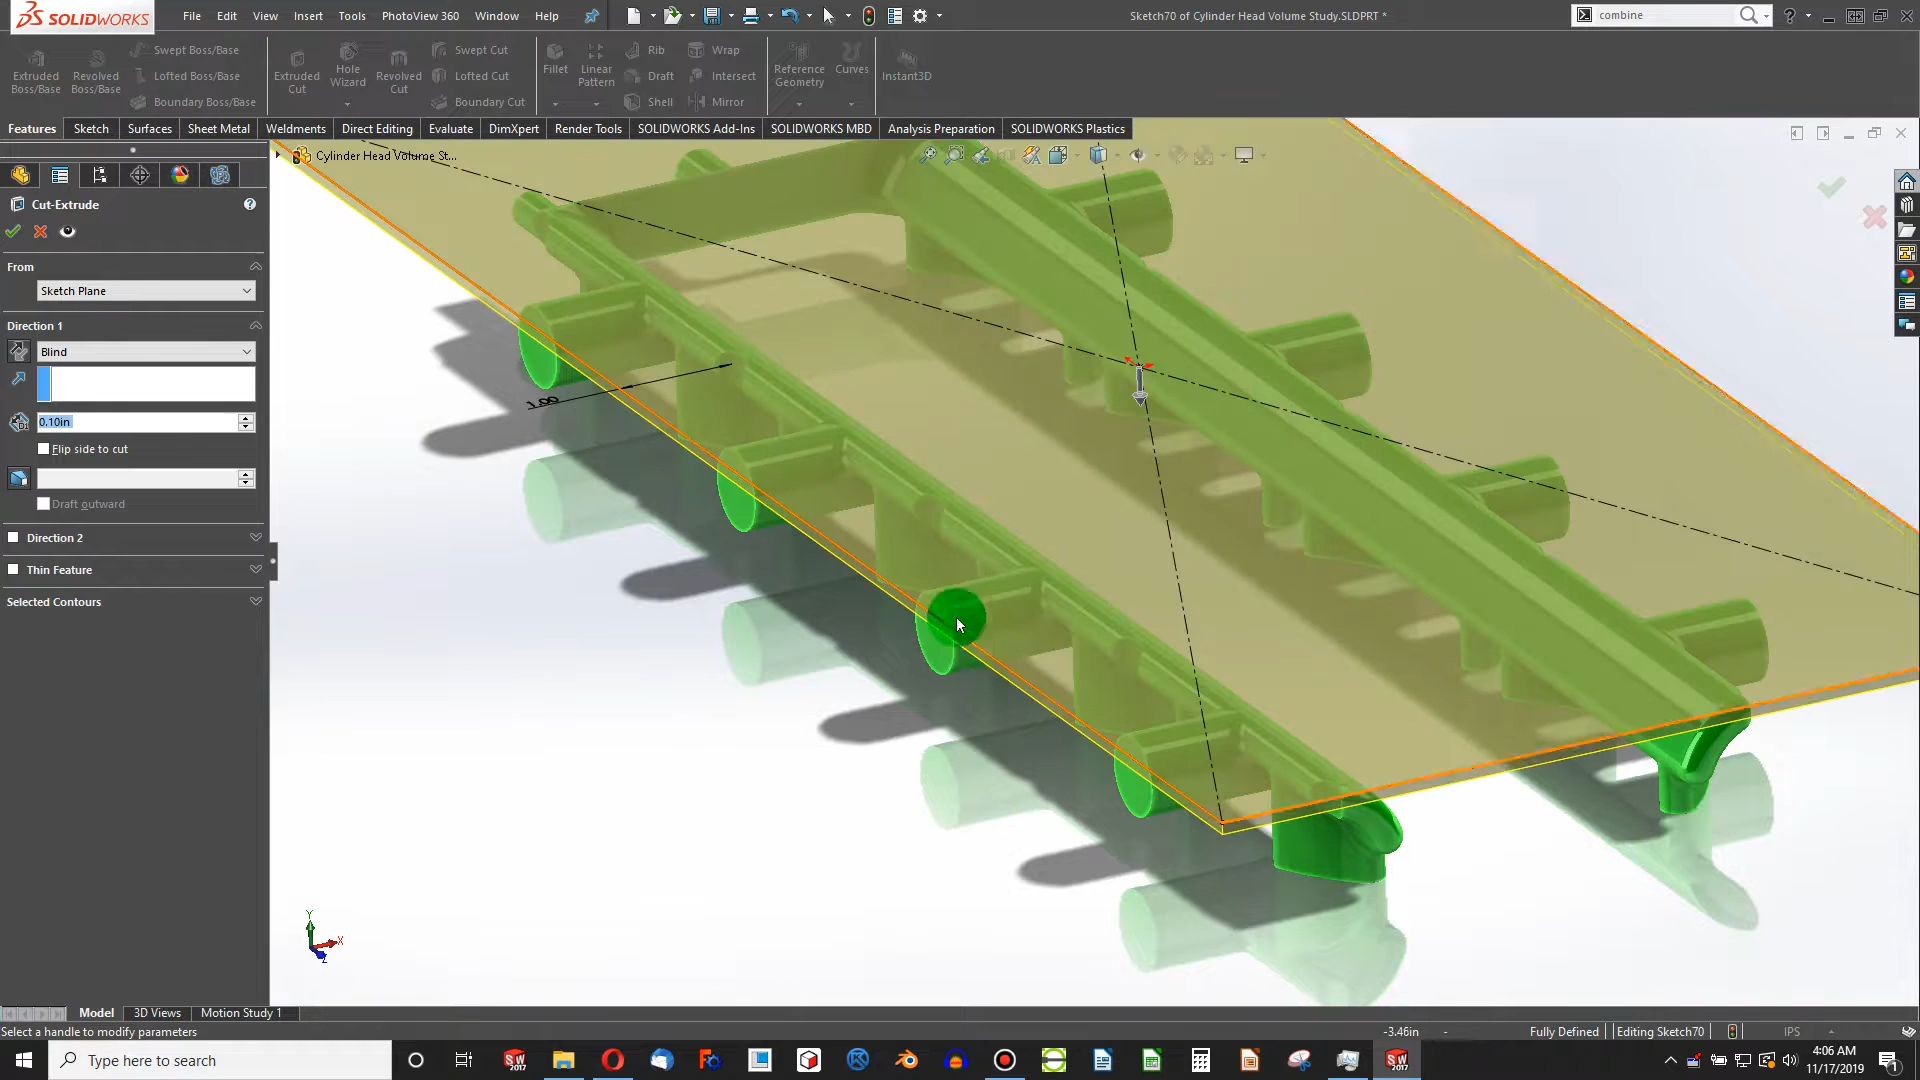 SOLIDWORKS
File Edit View Insert Tools PhotoView 360 Window Help
Sketch70 of Cylinder Head Volume Study.SLDPRT *
combine
Extruded Boss/Base
Revolved Boss/Base
Swept Boss/Base
Lofted Boss/Base
Boundary Boss/Base
Extruded Cut
Hole Wizard
Revolved Cut
Swept Cut
Lofted Cut
Boundary Cut
Fillet
Linear Pattern
Rib
Draft
Shell
Wrap
Intersect
Mirror
Reference Geometry
Curves
Instant3D
Features Sketch Surfaces Sheet Metal Weldments Direct Editing Evaluate DimXpert Render Tools SOLIDWORKS Add-Ins SOLIDWORKS MBD Analysis Preparation SOLIDWORKS Plastics
Cylinder Head Volume St...
Cut-Extrude
From
Sketch Plane
Direction 1
Blind
0.10in
Flip side to cut
Draft outward
Direction 2
Thin Feature
Selected Contours
1.00
Y
X
Z
Model 3D Views Motion Study 1
Select a handle to modify parameters
-3.46in - Fully Defined Editing Sketch70 IPS
Type here to search
SW 2017
SW 2017
4:06 AM
11/17/2019
1